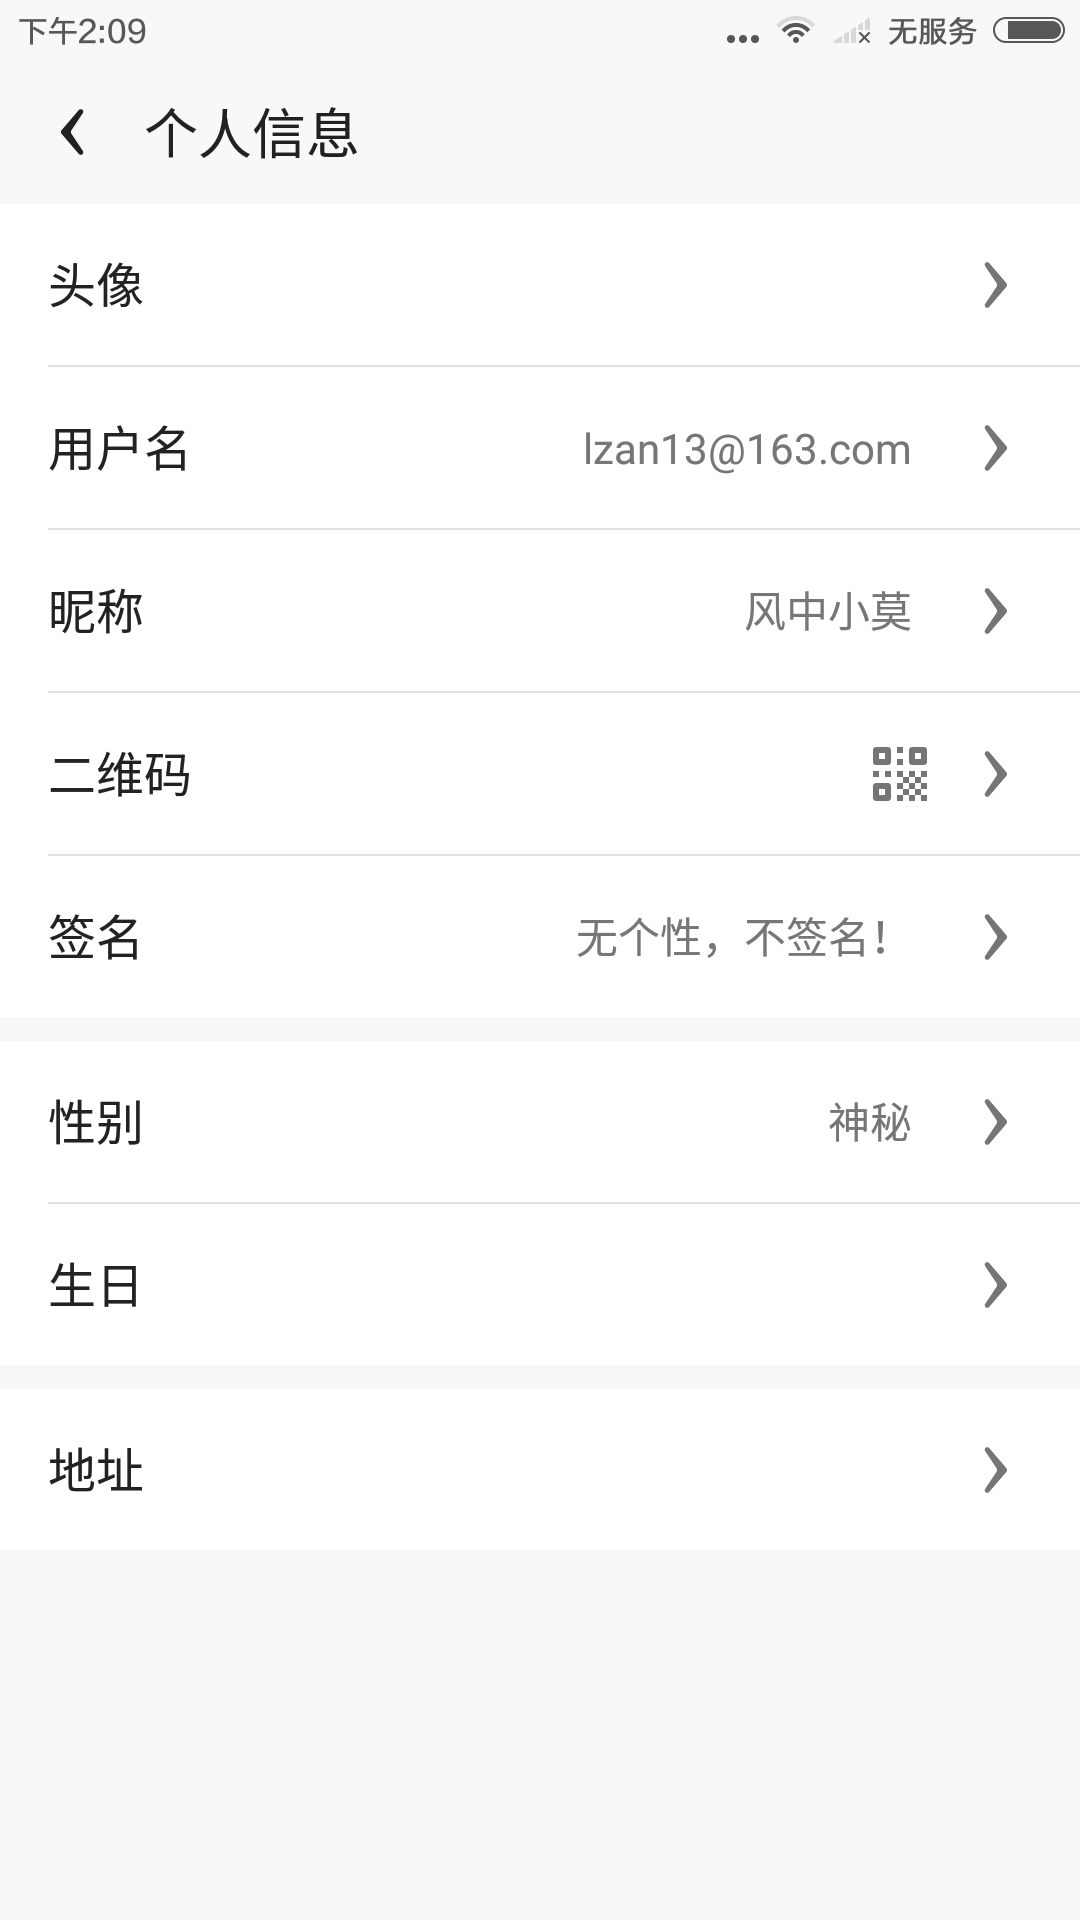 下午2:09 无服务
个人信息
头像
用户名 lzan13@163.com
昵称 风中小莫
二维码
签名 无个性，不签名！
性别 神秘
生日
地址